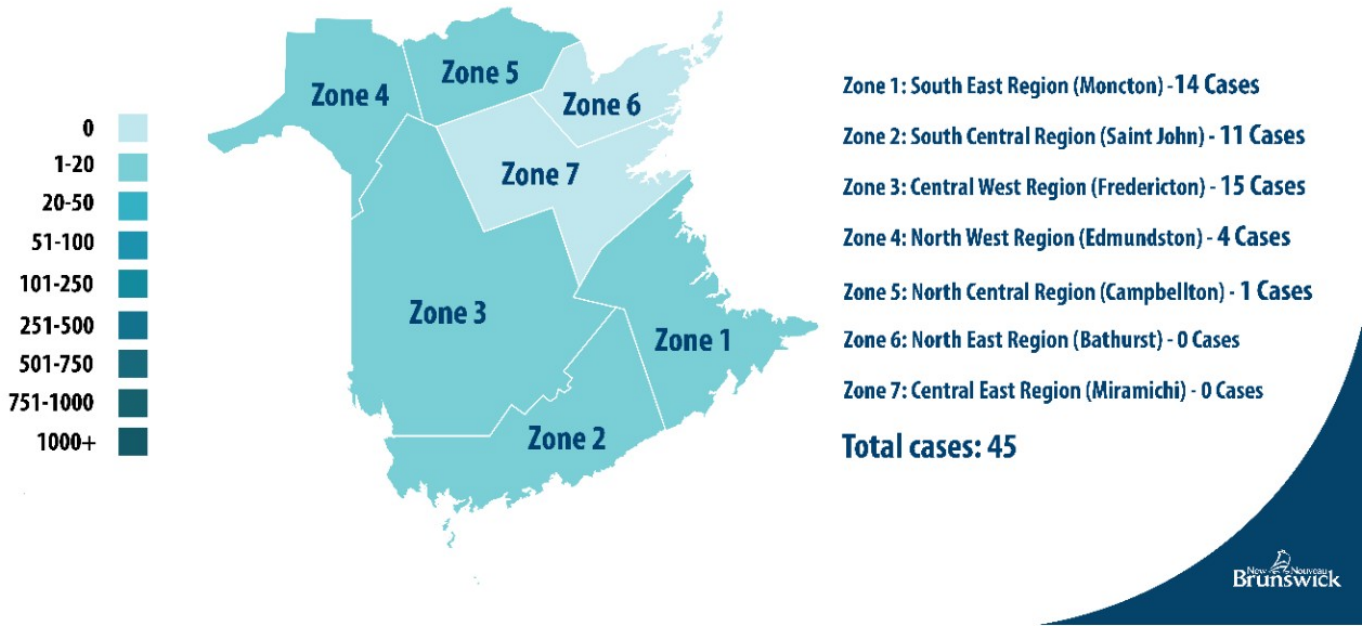 0
1-20
20-50
51-100
101-250
251-500
501-750
751-1000
1000+
Zone 4
Zone 5
Zone 6
Zone 7
Zone 3
Zone 1
Zone 2
Zone 1: South East Region (Moncton) -14 Cases
Zone 2: South Central Region (Saint John) - 11 Cases
Zone 3: Central West Region (Fredericton) - 15 Cases
Zone 4: North West Region (Edmundston) - 4 Cases
Zone 5: North Central Region (Campbellton) - 1 Cases
Zone 6: North East Region (Bathurst) - 0 Cases
Zone 7: Central East Region (Miramichi) - 0 Cases
Total cases: 45
New Nouveau
Brunswick